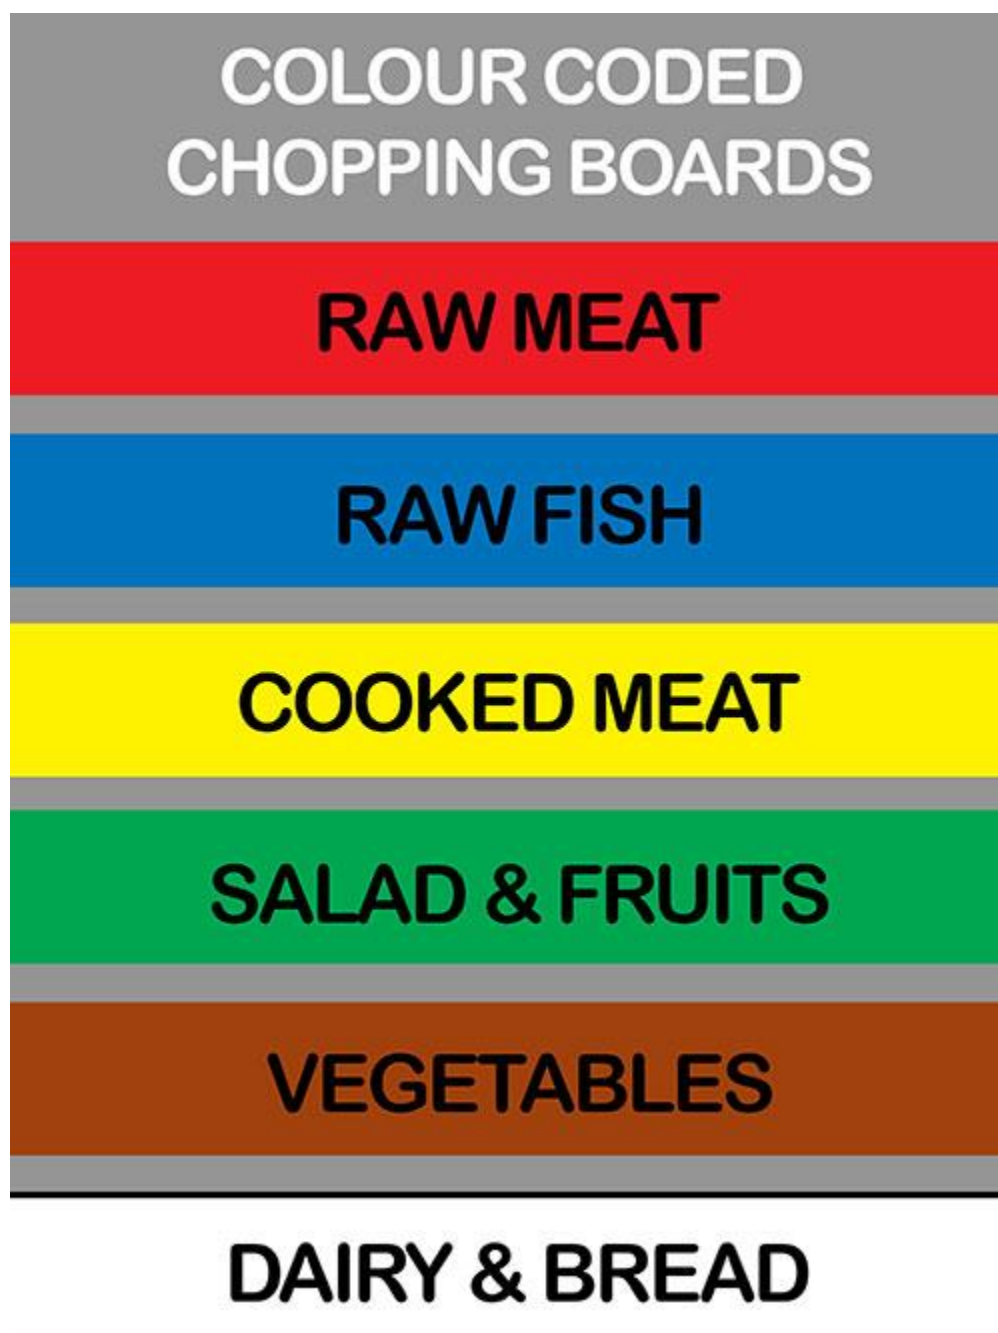 COLOUR CODED
CHOPPING BOARDS
RAW MEAT
RAW FISH
COOKED MEAT
SALAD & FRUITS
VEGETABLES
DAIRY & BREAD